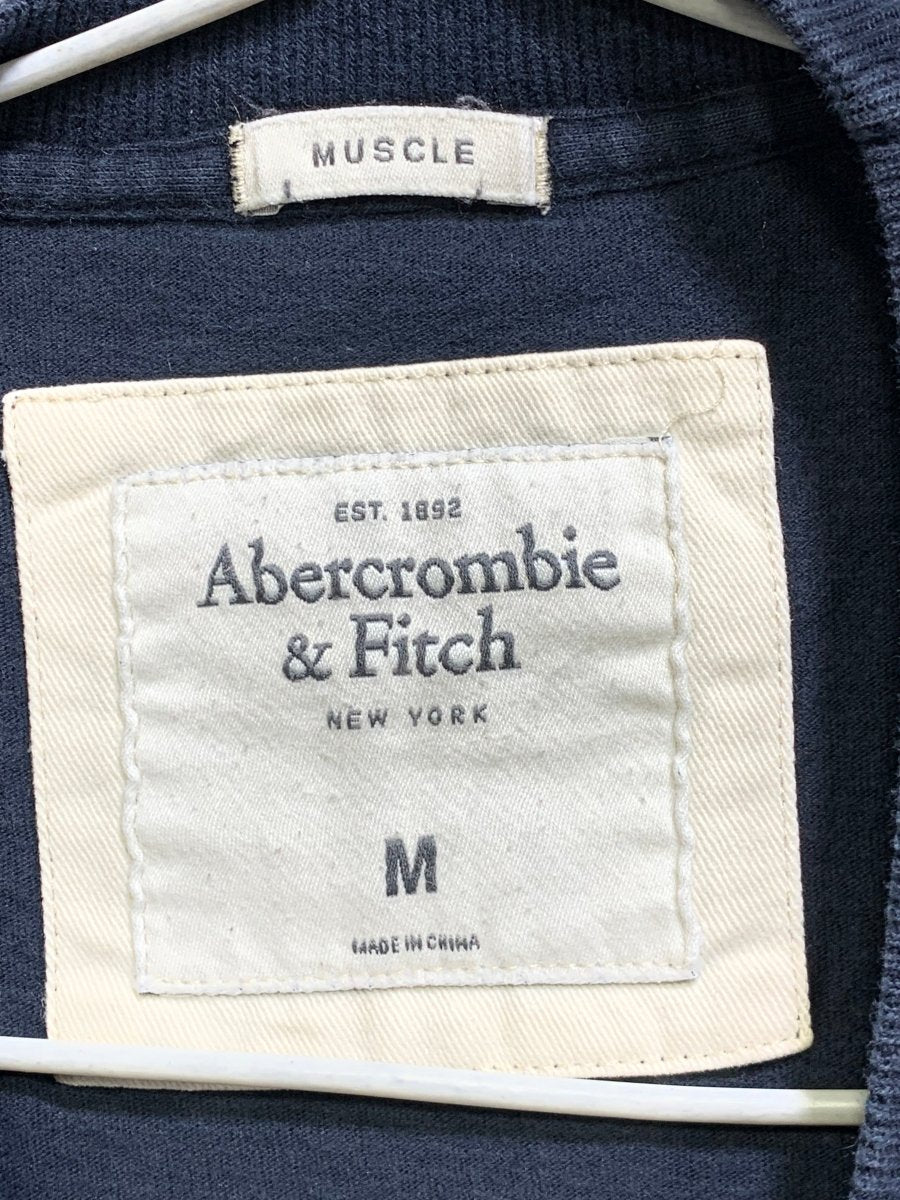 MUSCLE
EST. 1892
Abercrombie
& Fitch
NEW YORK
M
MADE IN CHINA